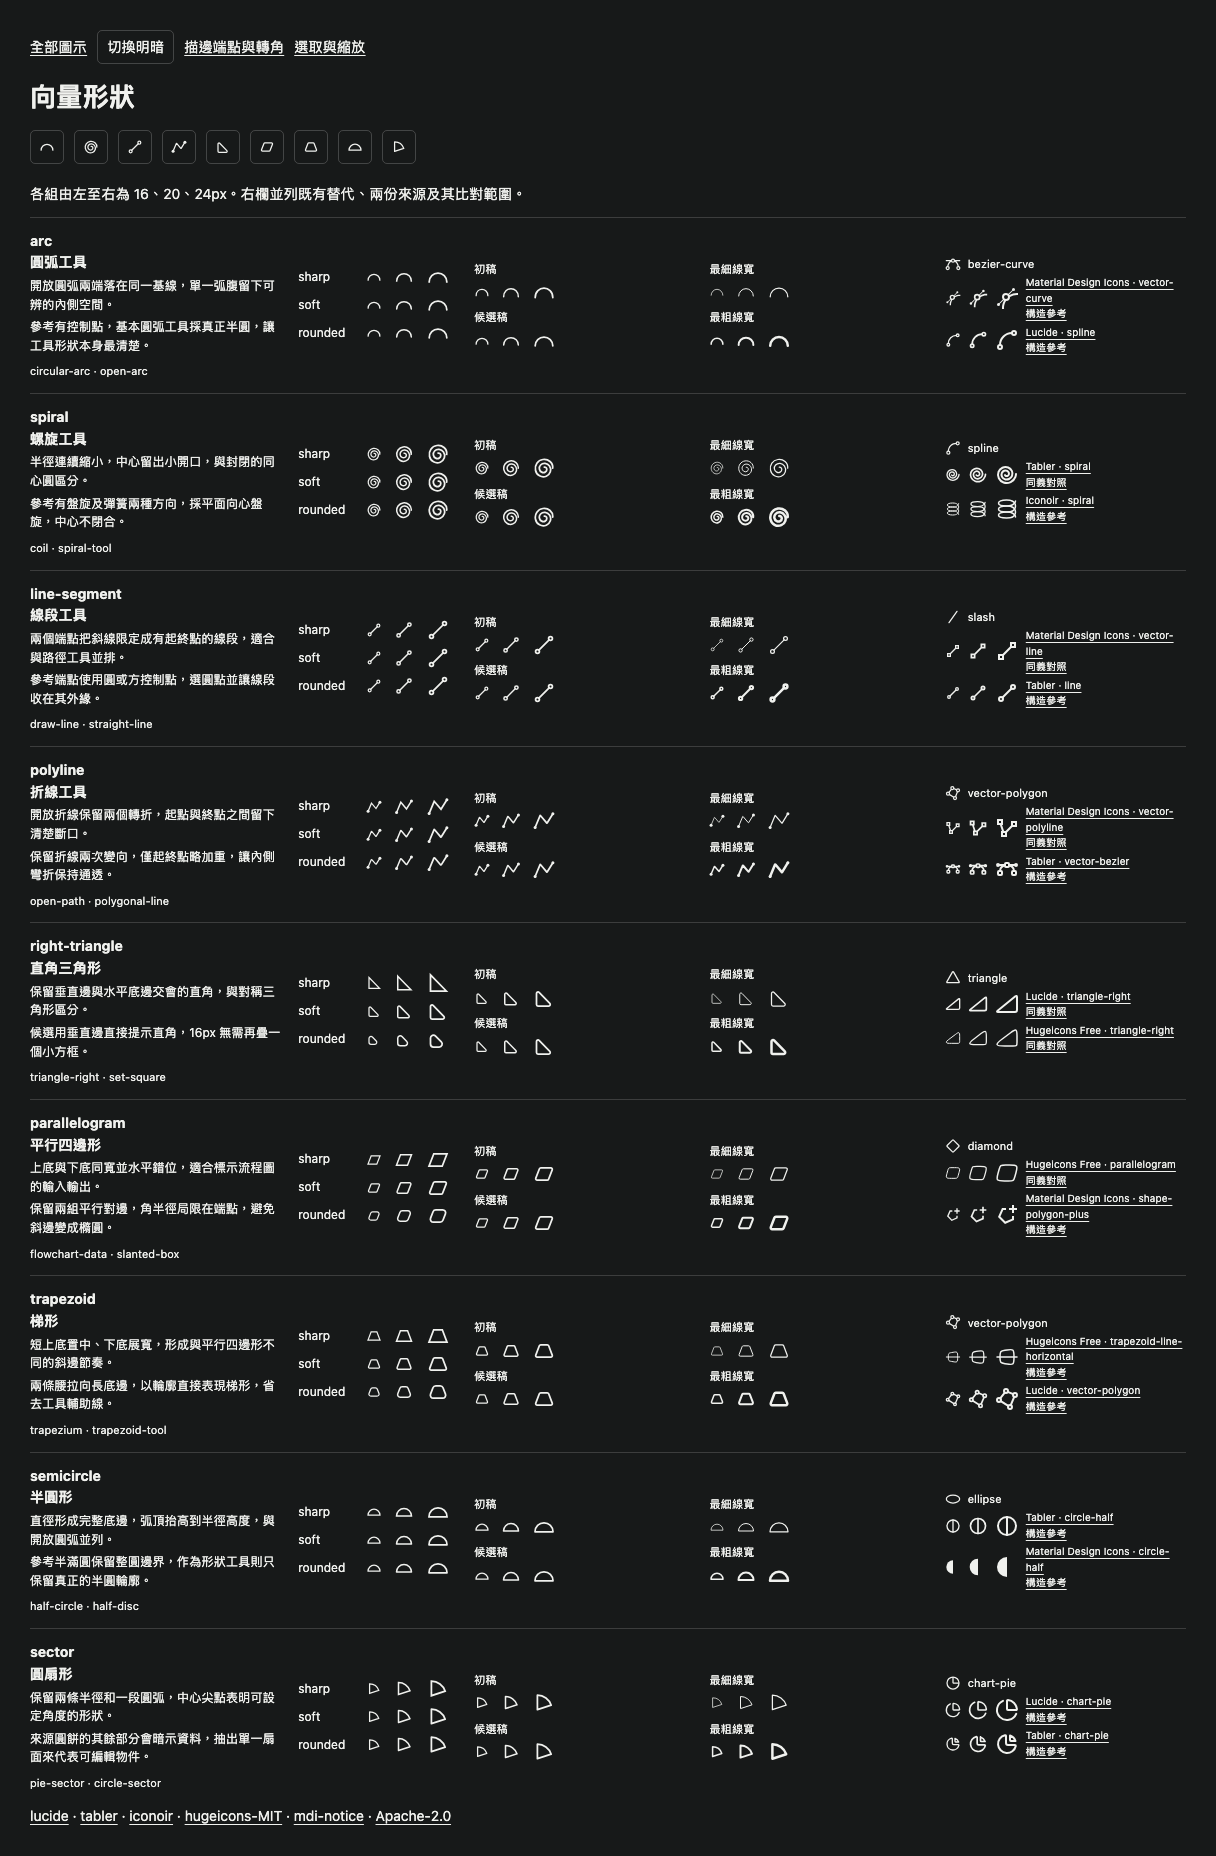 全部圖示 切換明暗 描邊端點與轉角 選取與縮放
向量形狀
各組由左至右為 16、20、24px。右欄並列既有替代、兩份來源及其比對範圍。
arc
圓弧工具
開放圓弧兩端落在同一基線，單一弧腹留下可
辨的內側空間。
參考有控制點，基本圓弧工具採真正半圓，讓
工具形狀本身最清楚。
circular-arc · open-arc
sharp
soft
rounded
初稿
候選稿
最細線寬
最粗線寬
bezier-curve
Material Design Icons · vector-
curve
構造參考
Lucide · spline
構造參考
spiral
螺旋工具
半徑連續縮小，中心留出小開口，與封閉的同
心圓區分。
參考有盤旋及彈簧兩種方向，採平面向心盤
旋，中心不閉合。
coil · spiral-tool
sharp
soft
rounded
初稿
候選稿
最細線寬
最粗線寬
spline
Tabler · spiral
同義對照
Iconoir · spiral
構造參考
line-segment
線段工具
兩個端點把斜線限定成有起終點的線段，適合
與路徑工具並排。
參考端點使用圓或方控制點，選圓點並讓線段
收在其外緣。
draw-line · straight-line
sharp
soft
rounded
初稿
候選稿
最細線寬
最粗線寬
slash
Material Design Icons · vector-
line
同義對照
Tabler · line
構造參考
polyline
折線工具
開放折線保留兩個轉折，起點與終點之間留下
清楚斷口。
保留折線兩次變向，僅起終點略加重，讓內側
彎折保持通透。
open-path · polygonal-line
sharp
soft
rounded
初稿
候選稿
最細線寬
最粗線寬
vector-polygon
Material Design Icons · vector-
polyline
同義對照
Tabler · vector-bezier
構造參考
right-triangle
直角三角形
保留垂直邊與水平底邊交會的直角，與對稱三
角形區分。
候選用垂直邊直接提示直角，16px 無需再疊一
個小方框。
triangle-right · set-square
sharp
soft
rounded
初稿
候選稿
最細線寬
最粗線寬
triangle
Lucide · triangle-right
同義對照
Hugeicons Free · triangle-right
同義對照
parallelogram
平行四邊形
上底與下底同寬並水平錯位，適合標示流程圖
的輸入輸出。
保留兩組平行對邊，角半徑局限在端點，避免
斜邊變成橢圓。
flowchart-data · slanted-box
sharp
soft
rounded
初稿
候選稿
最細線寬
最粗線寬
diamond
Hugeicons Free · parallelogram
同義對照
Material Design Icons · shape-
polygon-plus
構造參考
trapezoid
梯形
短上底置中、下底展寬，形成與平行四邊形不
同的斜邊節奏。
兩條腰拉向長底邊，以輪廓直接表現梯形，省
去工具輔助線。
trapezium · trapezoid-tool
sharp
soft
rounded
初稿
候選稿
最細線寬
最粗線寬
vector-polygon
Hugeicons Free · trapezoid-line-
horizontal
構造參考
Lucide · vector-polygon
構造參考
semicircle
半圓形
直徑形成完整底邊，弧頂抬高到半徑高度，與
開放圓弧並列。
參考半滿圓保留整圓邊界，作為形狀工具則只
保留真正的半圓輪廓。
half-circle · half-disc
sharp
soft
rounded
初稿
候選稿
最細線寬
最粗線寬
ellipse
Tabler · circle-half
構造參考
Material Design Icons · circle-
half
構造參考
sector
圓扇形
保留兩條半徑和一段圓弧，中心尖點表明可設
定角度的形狀。
來源圓餅的其餘部分會暗示資料，抽出單一扇
面來代表可編輯物件。
pie-sector · circle-sector
sharp
soft
rounded
初稿
候選稿
最細線寬
最粗線寬
chart-pie
Lucide · chart-pie
構造參考
Tabler · chart-pie
構造參考
lucide · tabler · iconoir · hugeicons-MIT · mdi-notice · Apache-2.0